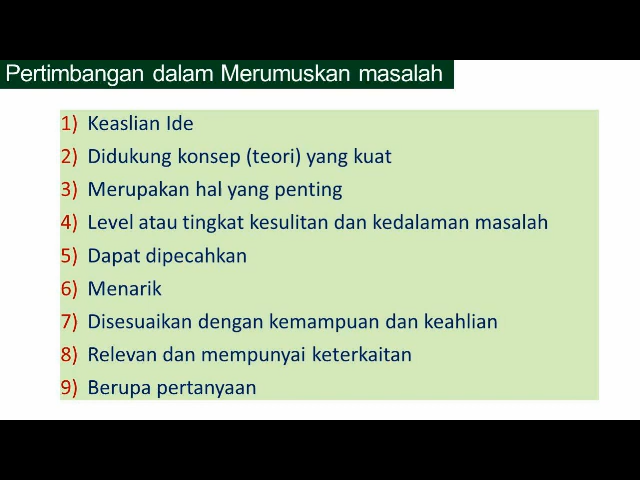 Pertimbangan dalam Merumuskan masalah
1) Keaslian Ide
2) Didukung konsep (teori) yang kuat
3) Merupakan hal yang penting
4) Level atau tingkat kesulitan dan kedalaman masalah
5) Dapat dipecahkan
6) Menarik
7) Disesuaikan dengan kemampuan dan keahlian
8) Relevan dan mempunyai keterkaitan
9) Berupa pertanyaan